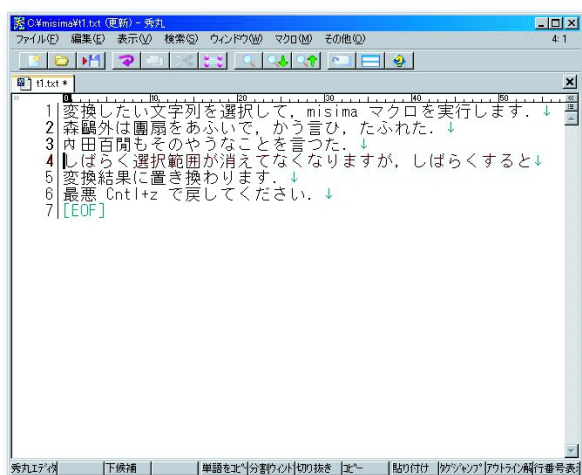 C:¥misima¥t1.txt (更新) - 秀丸
ファイル(F) 編集(E) 表示(V) 検索(S) ウィンドウ(W) マクロ(M) その他(O) 4: 1
t1.txt *
0 10 20 30 40 50
1 変換したい文字列を選択して, misima マクロを実行します. ↓
2 森鷗外は團扇をあふいで, かう言ひ, たふれた. ↓
3 內田百閒もそのやうなことを言つた. ↓
4 しばらく選択範囲が消えてなくなりますが, しばらくすると↓
5 変換結果に置き換わります. ↓
6 最悪 Cntl+z で戻してください. ↓
7 [EOF]
秀丸エディタ 下候補 単語をコピ 分割ウィント 切り抜き コピー 貼り付け タグジャンプ アウトライン解 行番号表示